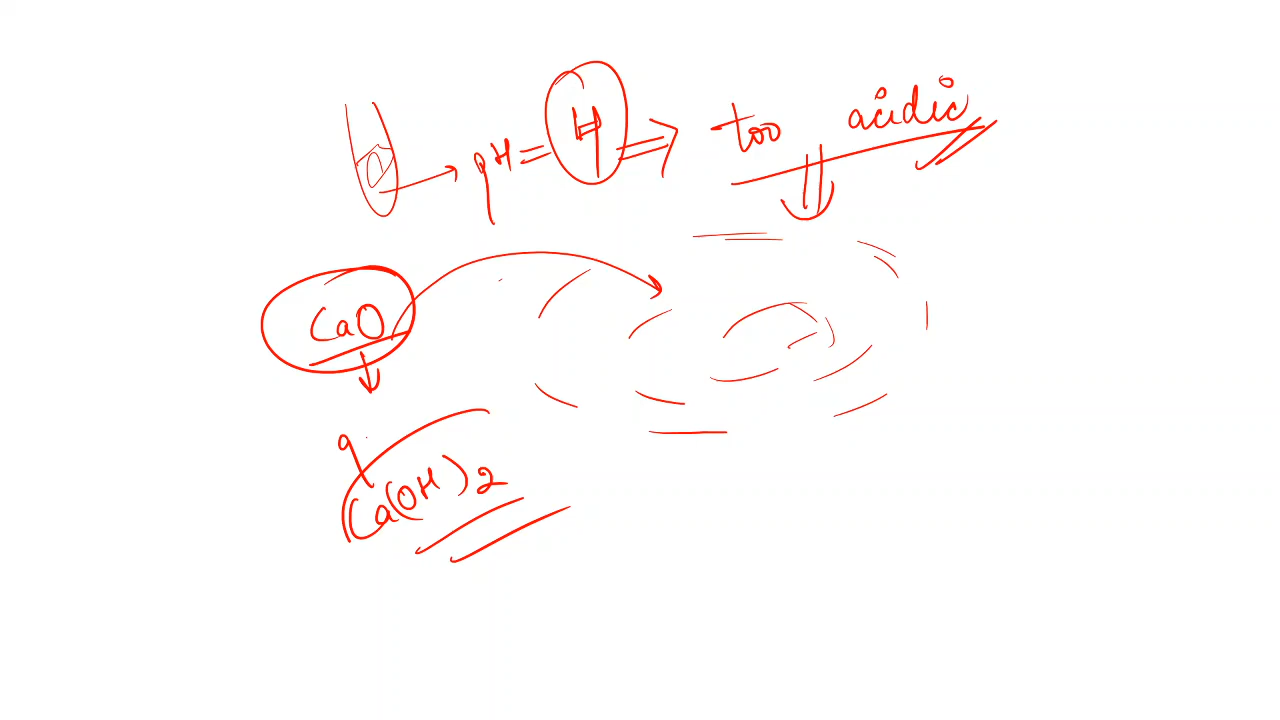 pH = 4 ⇒ too acidic
CaO
Ca(OH)2